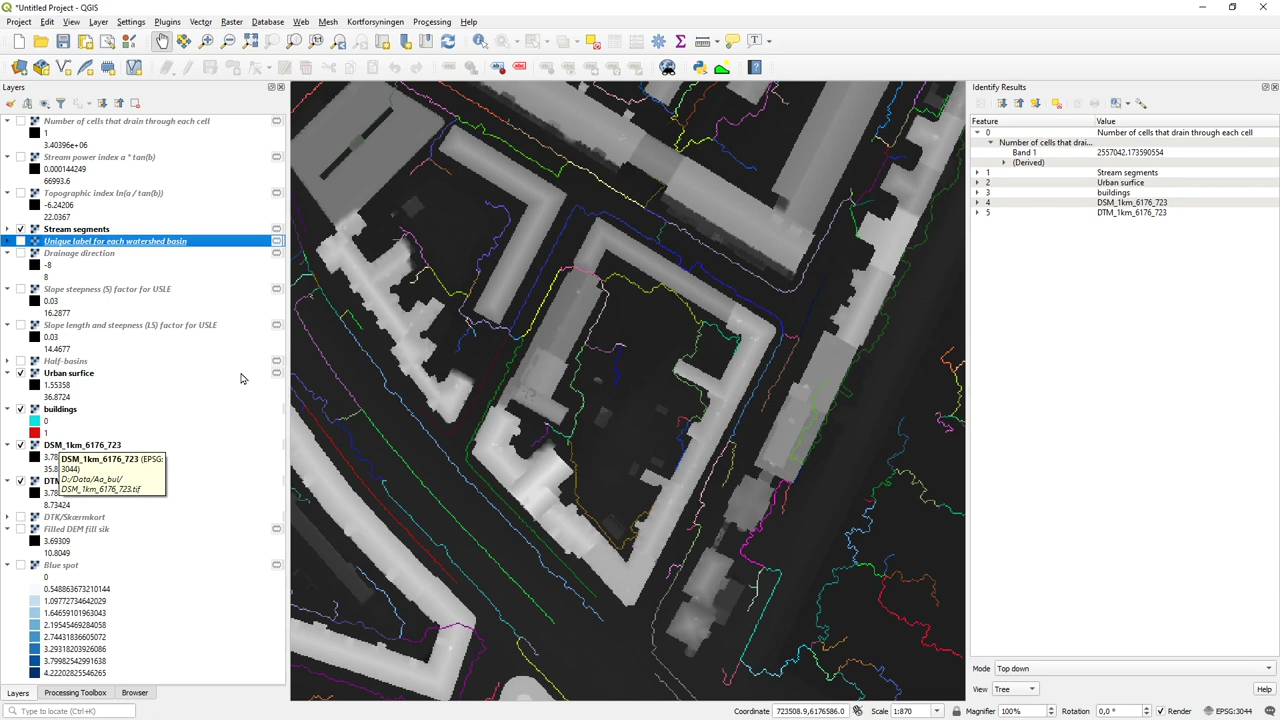 *Untitled Project - QGIS
Project Edit View Layer Settings Plugins Vector Raster Database Web Mesh Kortforsyningen Processing Help
Layers
Number of cells that drain through each cell
1
3.40396e+06
Stream power index a * tan(b)
0.000144249
66993.6
Topographic index ln(a / tan(b))
-6.24206
22.0367
Stream segments
Unique label for each watershed basin
Drainage direction
-8
8
Slope steepness (S) factor for USLE
0.03
16.2877
Slope length and steepness (LS) factor for USLE
0.03
14.4677
Half-basins
Urban surfice
1.55358
36.8724
buildings
0
1
DSM_1km_6176_723
3.78
35.8
DSM_1km_6176_723 (EPSG:
3044)
D:/Data/Aa_bul/
DSM_1km_6176_723.tif
DTM
3.78
8.73424
DTK/Skærmkort
Filled DEM fill sik
3.69309
10.8049
Blue spot
0
0.548863673210144
1.09772734642029
1.64659101963043
2.19545469284058
2.74431836605072
3.29318203926086
3.79982542991638
4.22202825546265
Layers Processing Toolbox Browser
Identify Results
Feature Value
0 Number of cells that drain through each cell
Number of cells that drai...
Band 1 2557042.173590554
(Derived)
1 Stream segments
2 Urban surfice
3 buildings
4 DSM_1km_6176_723
5 DTM_1km_6176_723
Mode Top down
View Tree Help
Type to locate (Ctrl+K) Coordinate 723508.9,6176586.0 Scale 1:870 Magnifier 100% Rotation 0,0 ° Render EPSG:3044